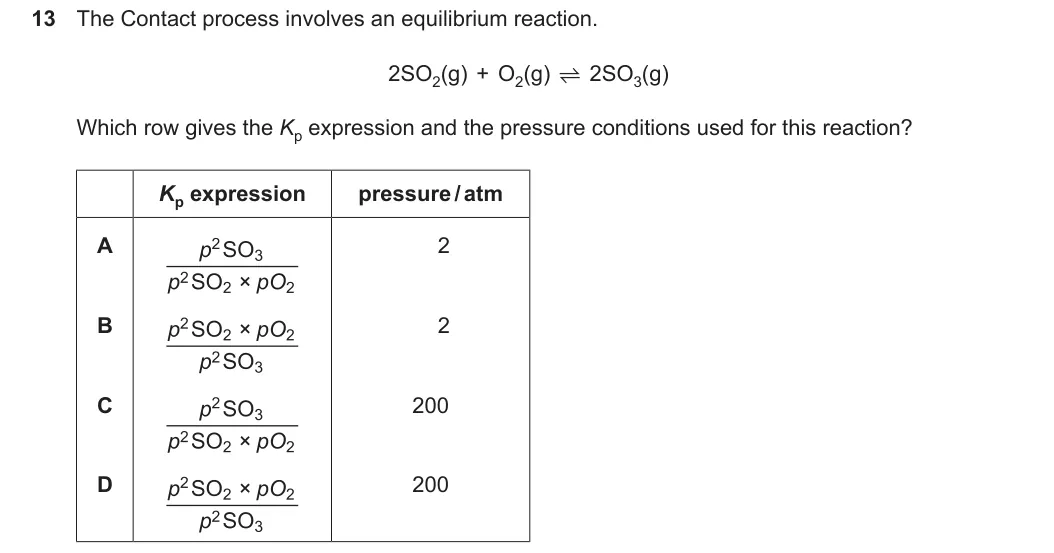 13 The Contact process involves an equilibrium reaction.
2SO₂(g) + O₂(g) ⇌ 2SO₃(g)
Which row gives the Kₚ expression and the pressure conditions used for this reaction?
Kₚ expression pressure / atm
A p²SO₃ 2
p²SO₂ × pO₂
B p²SO₂ × pO₂ 2
p²SO₃
C p²SO₃ 200
p²SO₂ × pO₂
D p²SO₂ × pO₂ 200
p²SO₃